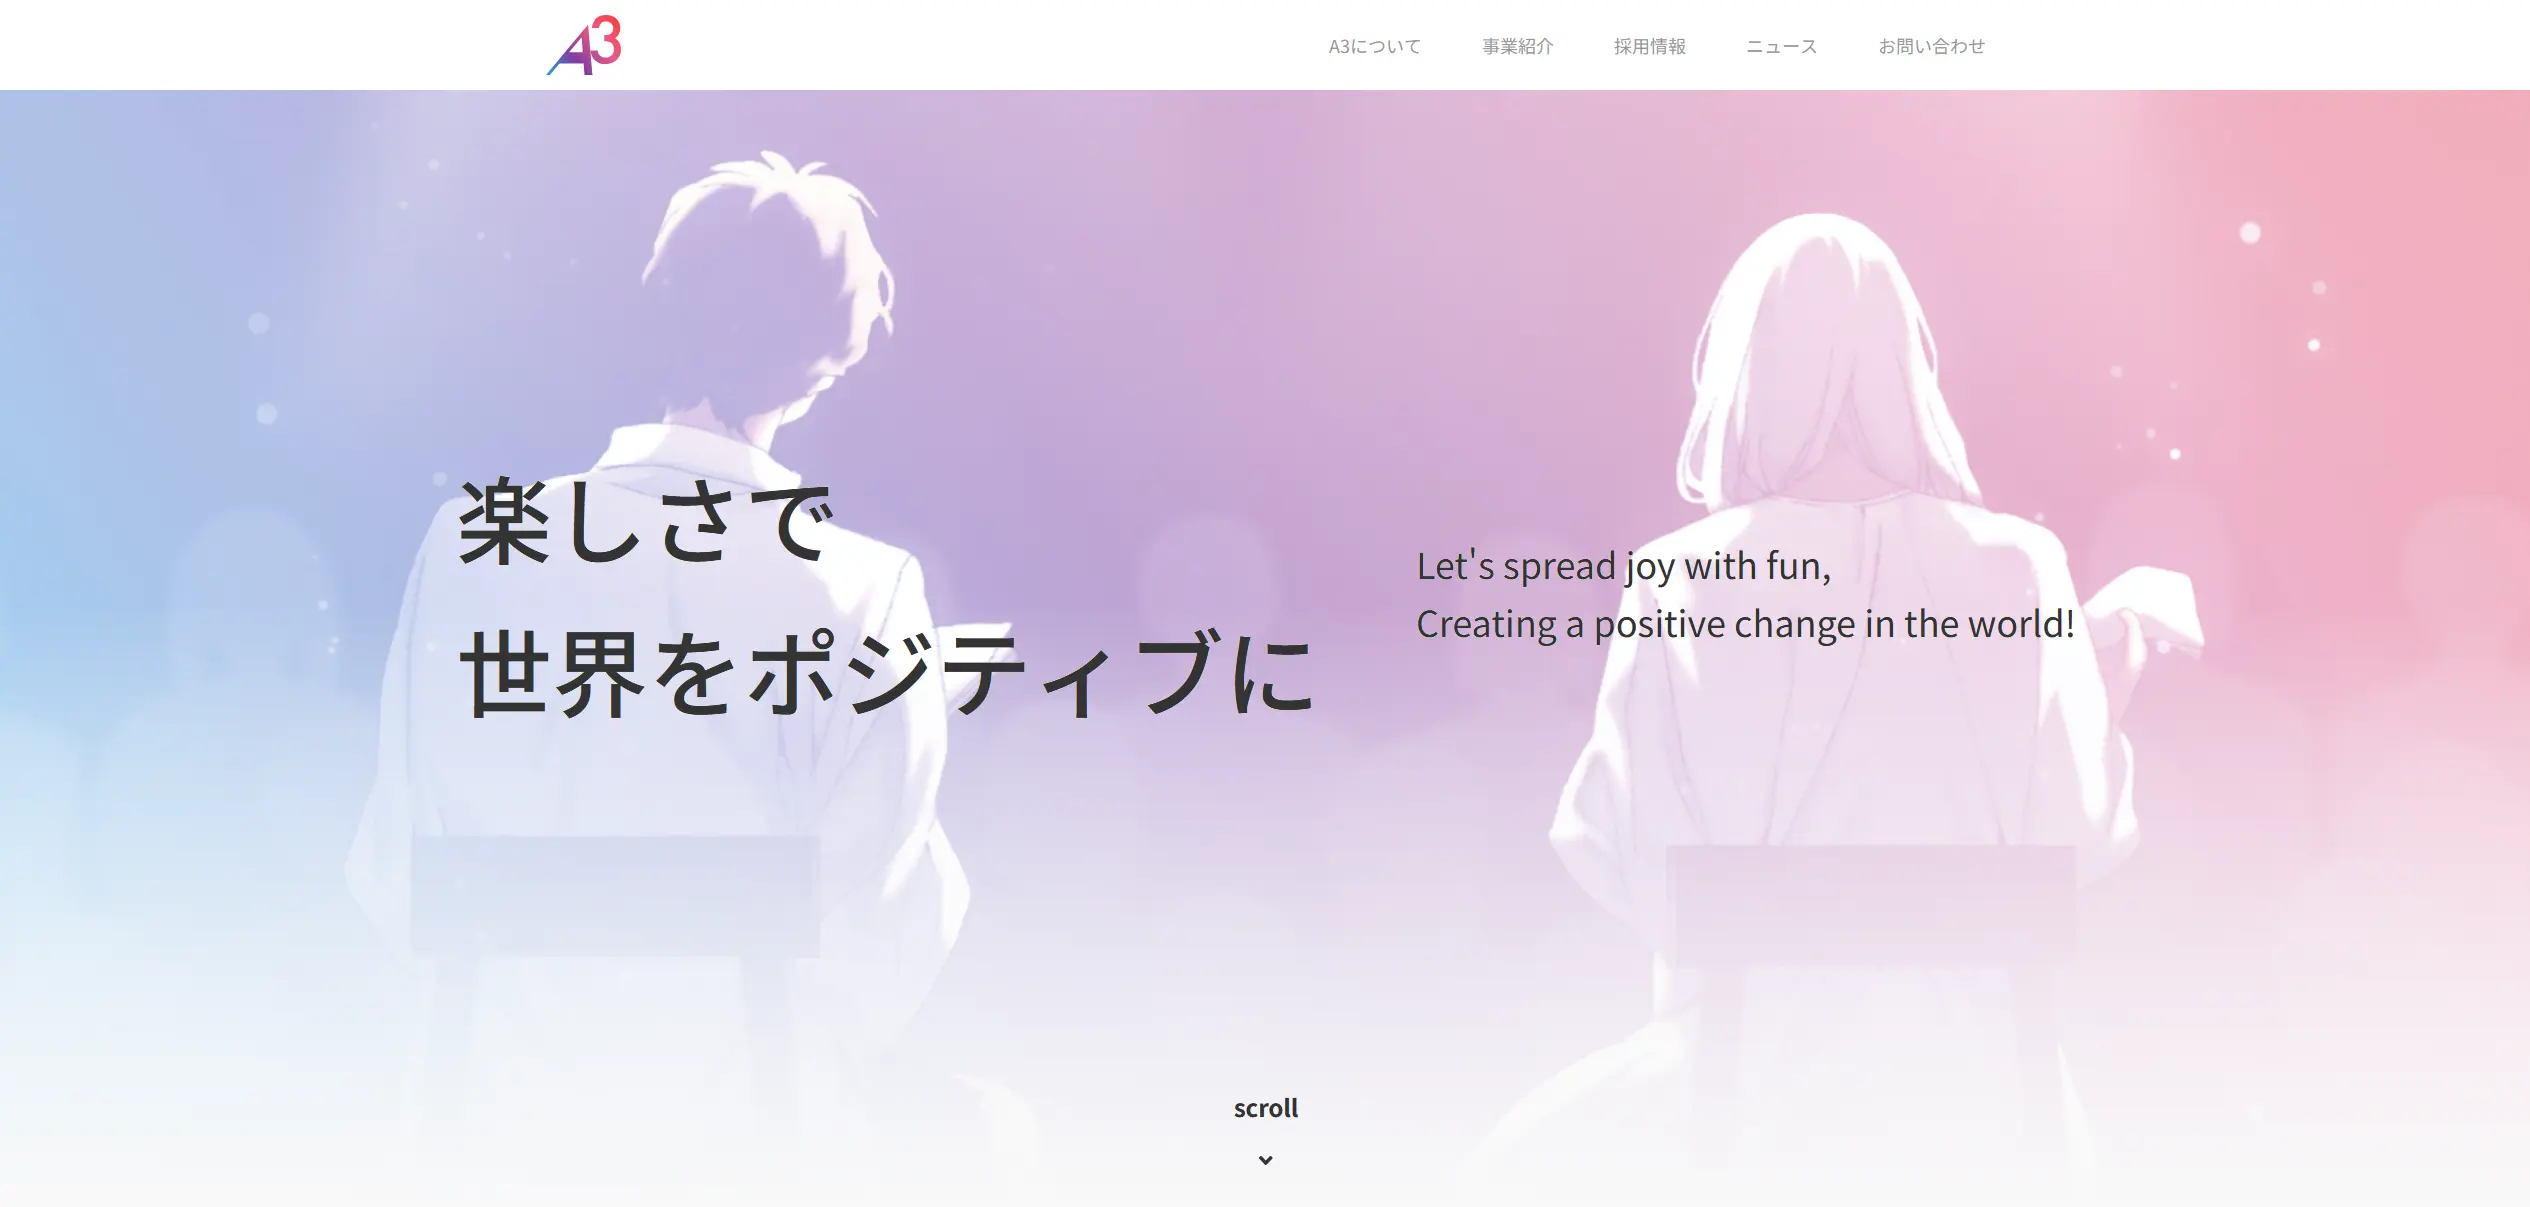 A3
A3について
事業紹介
採用情報
ニュース
お問い合わせ
楽しさで
世界をポジティブに
Let's spread joy with fun,
Creating a positive change in the world!
scroll